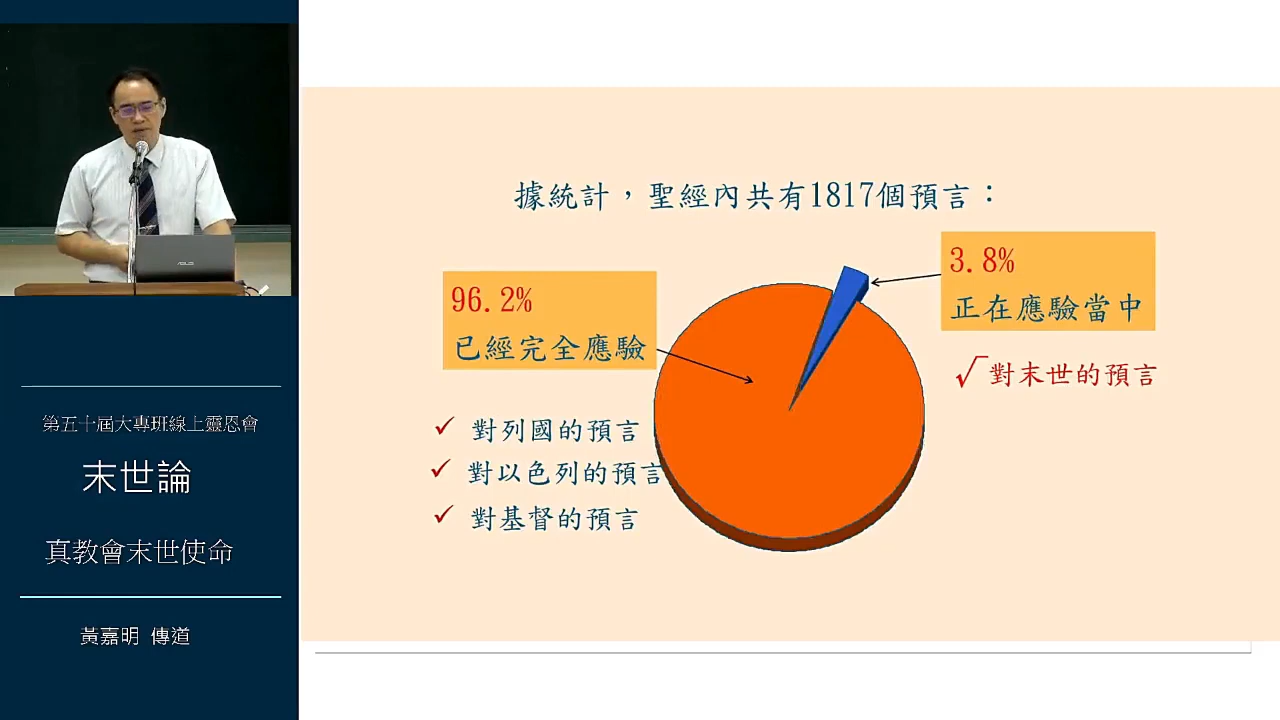 據統計，聖經內共有1817個預言：
96.2%
已經完全應驗
3.8%
正在應驗當中
√對末世的預言
✓ 對列國的預言
✓ 對以色列的預言
✓ 對基督的預言
ASUS
第五十屆大專班線上靈恩會
末世論
真教會末世使命
黃嘉明 傳道